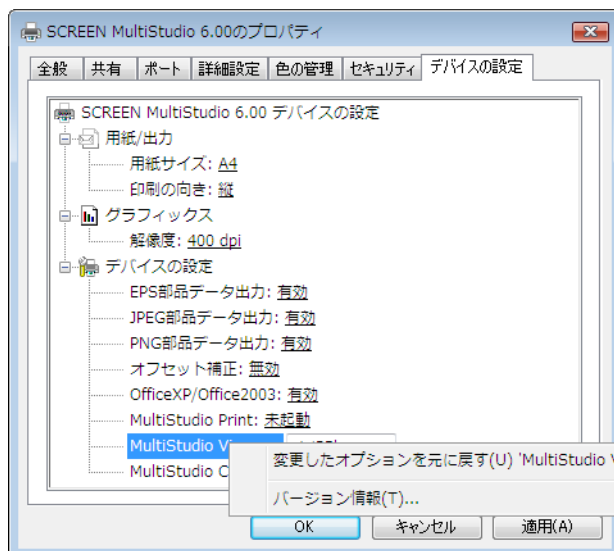 SCREEN MultiStudio 6.00のプロパティ
全般 共有 ポート 詳細設定 色の管理 セキュリティ デバイスの設定
SCREEN MultiStudio 6.00 デバイスの設定
用紙/出力
用紙サイズ: A4
印刷の向き: 縦
グラフィックス
解像度: 400 dpi
デバイスの設定
EPS部品データ出力: 有効
JPEG部品データ出力: 有効
PNG部品データ出力: 有効
オフセット補正: 無効
OfficeXP/Office2003: 有効
MultiStudio Print: 未起動
MultiStudio
変更したオプションを元に戻す(U) 'MultiStudio
MultiStudio
バージョン情報(T)...
OK キャンセル 適用(A)